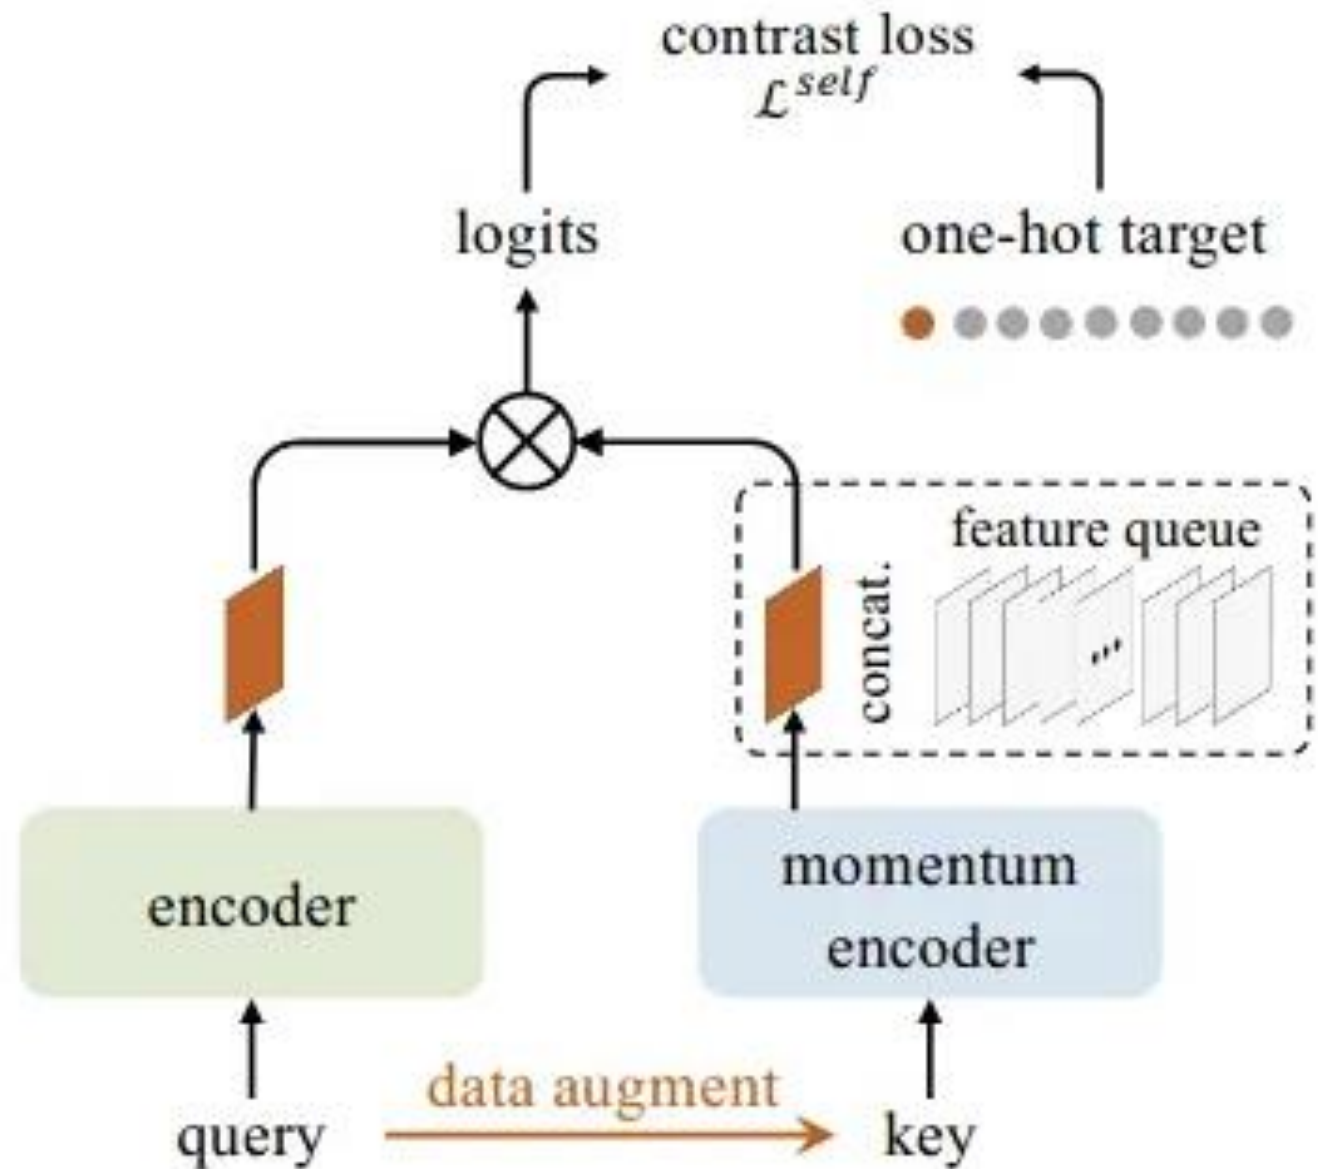 contrast loss
ℒ^self
logits
one-hot target
feature queue
concat.
...
encoder
momentum
encoder
data augment
query
key